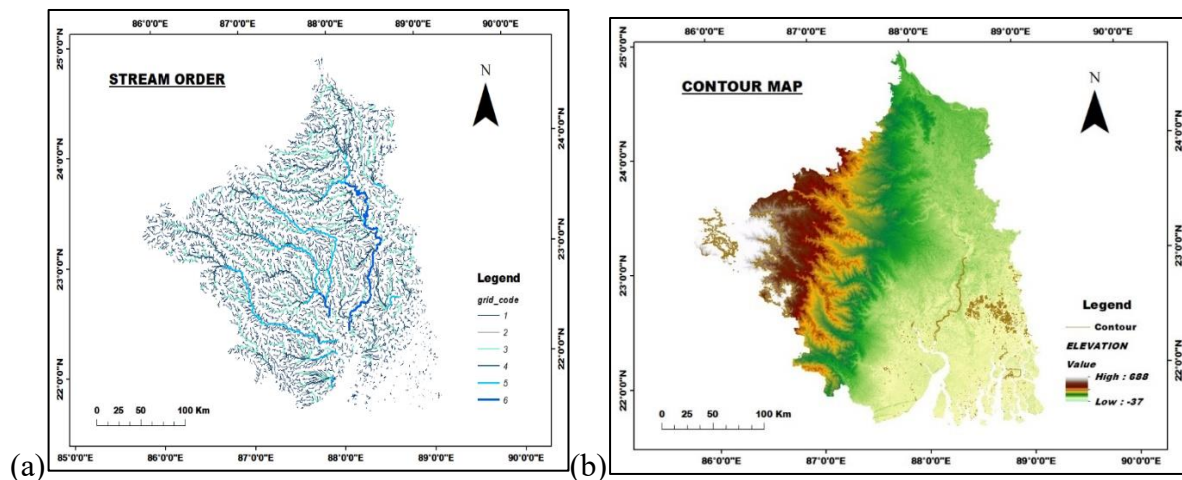 86°0'0"E 87°0'0"E 88°0'0"E 89°0'0"E 90°0'0"E
25°0'0"N
24°0'0"N
23°0'0"N
22°0'0"N
STREAM ORDER
N
24°0'0"N
23°0'0"N
22°0'0"N
Legend
grid_code
1
2
3
4
5
6
0 25 50 100 Km
85°0'0"E 86°0'0"E 87°0'0"E 88°0'0"E 89°0'0"E 90°0'0"E
(a)
86°0'0"E 87°0'0"E 88°0'0"E 89°0'0"E 90°0'0"E
25°0'0"N
24°0'0"N
23°0'0"N
22°0'0"N
CONTOUR MAP
N
24°0'0"N
23°0'0"N
22°0'0"N
Legend
Contour
ELEVATION
Value
High : 688
Low : -37
0 25 50 100 Km
86°0'0"E 87°0'0"E 88°0'0"E 89°0'0"E 90°0'0"E
(b)